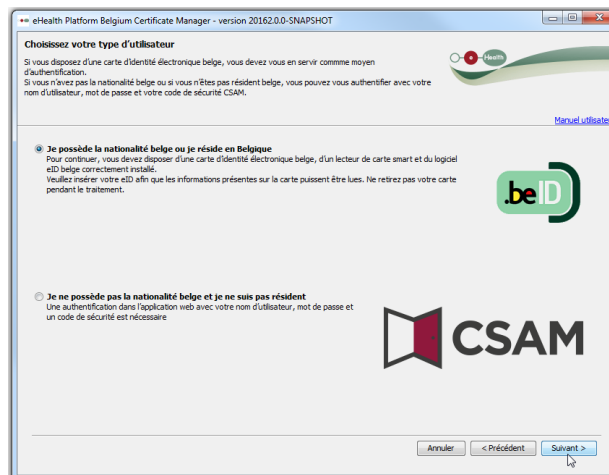 eHealth Platform Belgium Certificate Manager - version 20162.0.0-SNAPSHOT
Choisissez votre type d'utilisateur
Si vous disposez d'une carte d'identité électronique belge, vous devez vous en servir comme moyen
d'authentification.
Si vous n'avez pas la nationalité belge ou si vous n'êtes pas résident belge, vous pouvez vous authentifier avec votre
nom d'utilisateur, mot de passe et votre code de sécurité CSAM.
Health
Manuel utilisate
Je possède la nationalité belge ou je réside en Belgique
Pour continuer, vous devez disposer d'une carte d'identité électronique belge, d'un lecteur de carte smart et du logiciel
eID belge correctement installé.
Veuillez insérer votre eID afin que les informations présentes sur la carte puissent être lues. Ne retirez pas votre carte
pendant le traitement.
.beID
Je ne possède pas la nationalité belge et je ne suis pas résident
Une authentification dans l'application web avec votre nom d'utilisateur, mot de passe et
un code de sécurité est nécessaire
CSAM
Annuler
< Précédent
Suivant >